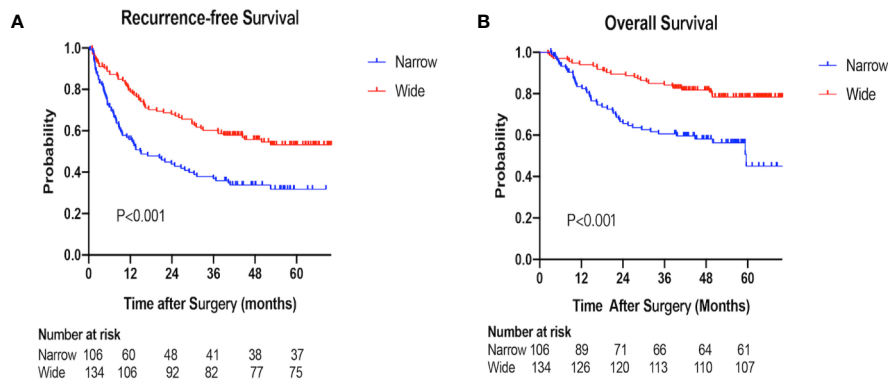 A
Recurrence-free Survival
Narrow
Wide
Probability
1.0
0.8
0.6
0.4
0.2
0.0
P<0.001
0 12 24 36 48 60
Time after Surgery (months)
Number at risk
Narrow 106 60 48 41 38 37
Wide 134 106 92 82 77 75
B
Overall Survival
Narrow
Wide
Probability
1.0
0.8
0.6
0.4
0.2
0.0
P<0.001
0 12 24 36 48 60
Time After Surgery (Months)
Number at risk
Narrow 106 89 71 66 64 61
Wide 134 126 120 113 110 107